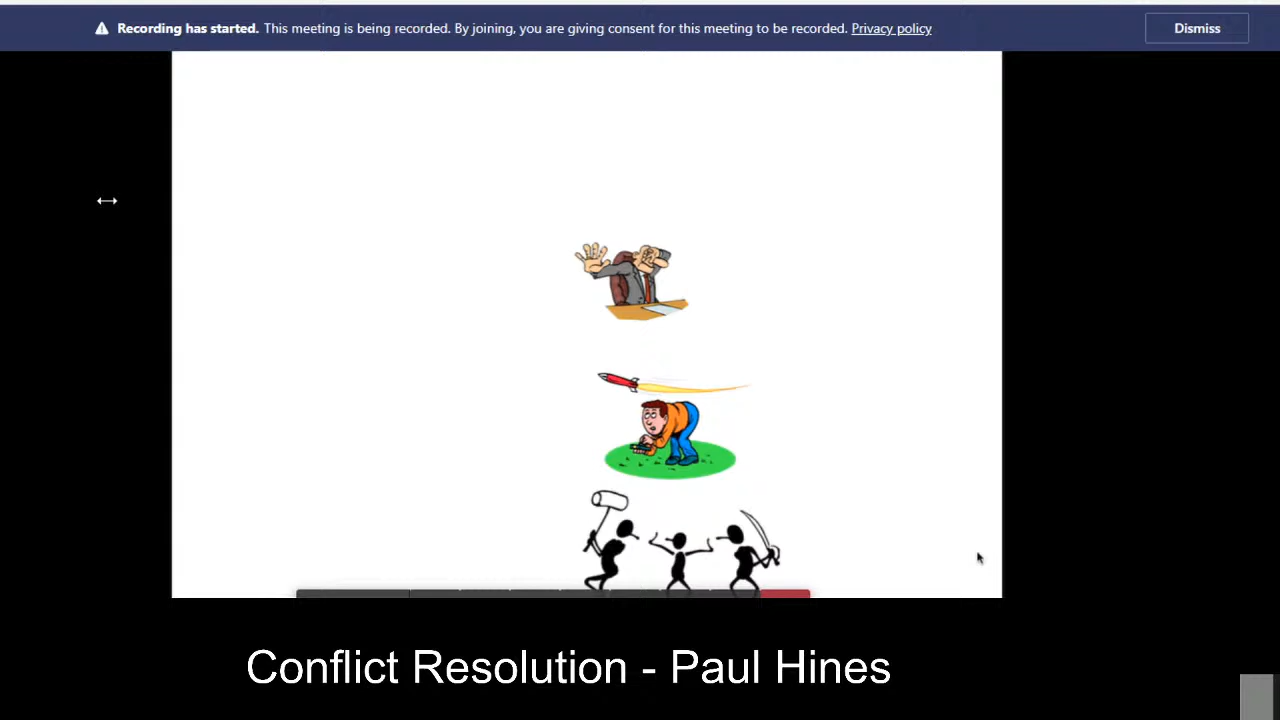 Recording has started. This meeting is being recorded. By joining, you are giving consent for this meeting to be recorded. Privacy policy
Dismiss
Conflict Resolution - Paul Hines